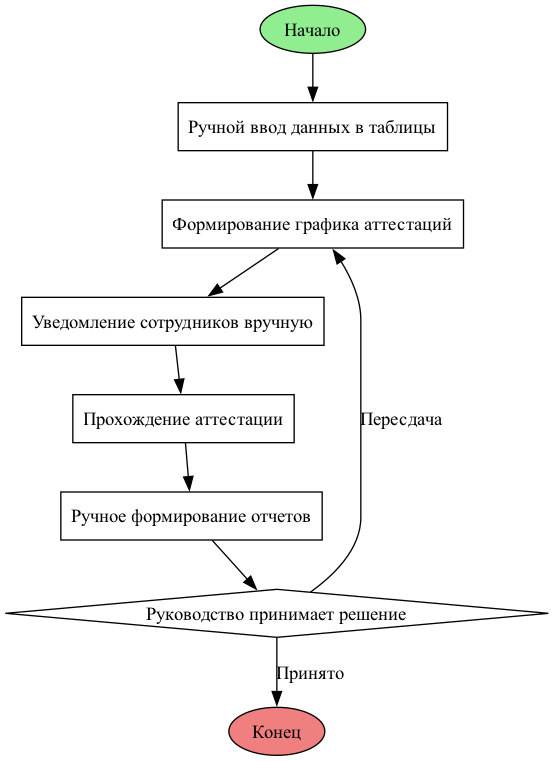 Начало
Ручной ввод данных в таблицы
Формирование графика аттестаций
Уведомление сотрудников вручную
Прохождение аттестации
Пересдача
Ручное формирование отчетов
Руководство принимает решение
Принято
Конец